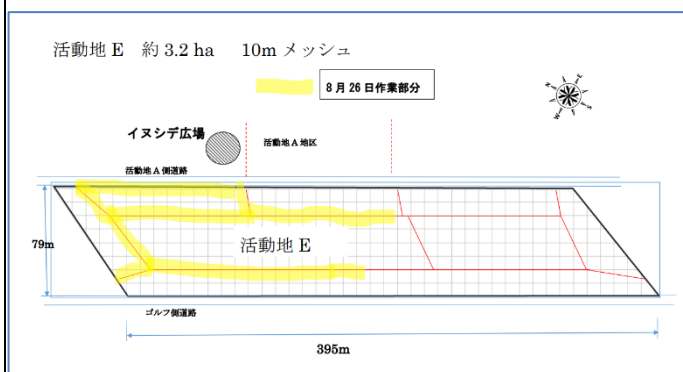 活動地 E 約 3.2 ha 10m メッシュ
8 月 26 日作業部分
N
E
W
S
イヌシデ広場
活動地 A 地区
活動地 A 側道路
79m
活動地 E
ゴルフ側道路
395m